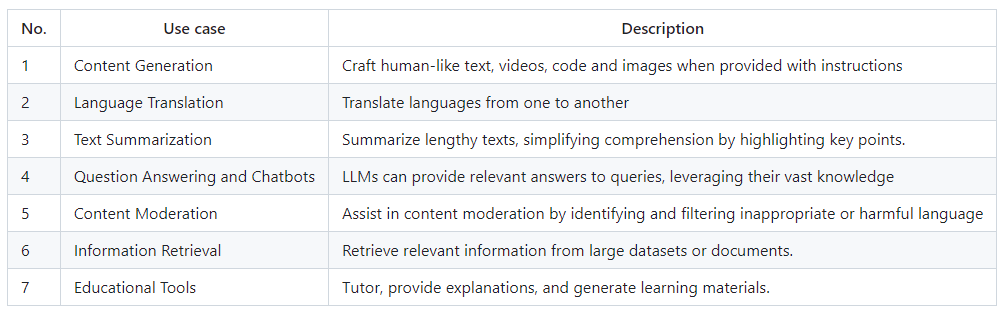 No. Use case Description
1 Content Generation Craft human-like text, videos, code and images when provided with instructions
2 Language Translation Translate languages from one to another
3 Text Summarization Summarize lengthy texts, simplifying comprehension by highlighting key points.
4 Question Answering and Chatbots LLMs can provide relevant answers to queries, leveraging their vast knowledge
5 Content Moderation Assist in content moderation by identifying and filtering inappropriate or harmful language
6 Information Retrieval Retrieve relevant information from large datasets or documents.
7 Educational Tools Tutor, provide explanations, and generate learning materials.